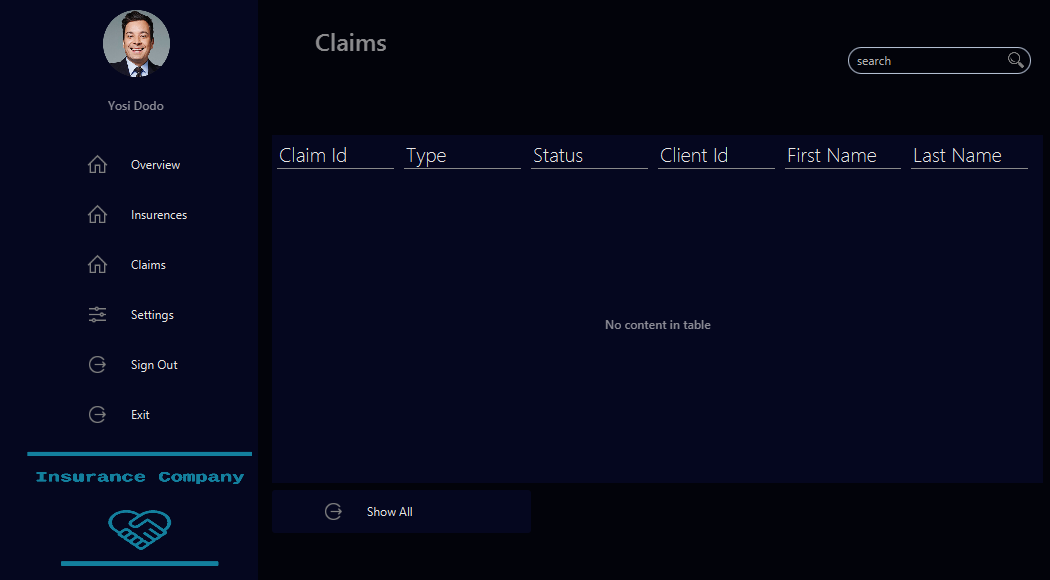 Yosi Dodo
Overview
Insurences
Claims
Settings
Sign Out
Exit
Insurance Company
Claims
search
Claim Id Type Status Client Id First Name Last Name
No content in table
Show All